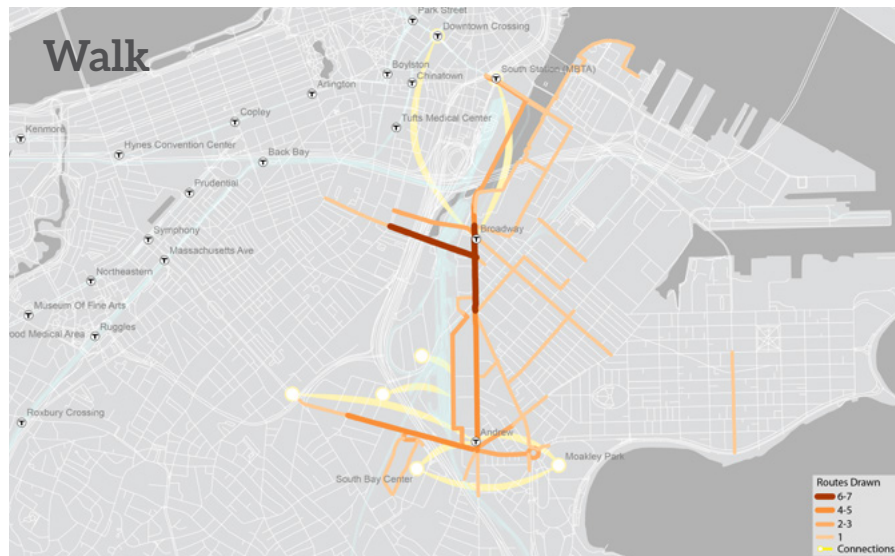 Walk
Park Street
Downtown Crossing
Boylston
Chinatown
South Station (MBTA)
Arlington
Copley
Tufts Medical Center
Kenmore
Hynes Convention Center
Back Bay
Prudential
Symphony
Broadway
Massachusetts Ave
Northeastern
Museum Of Fine Arts
ood Medical Area
Ruggles
Roxbury Crossing
Andrew
Moakley Park
South Bay Center
Routes Drawn
6-7
4-5
2-3
1
Connections